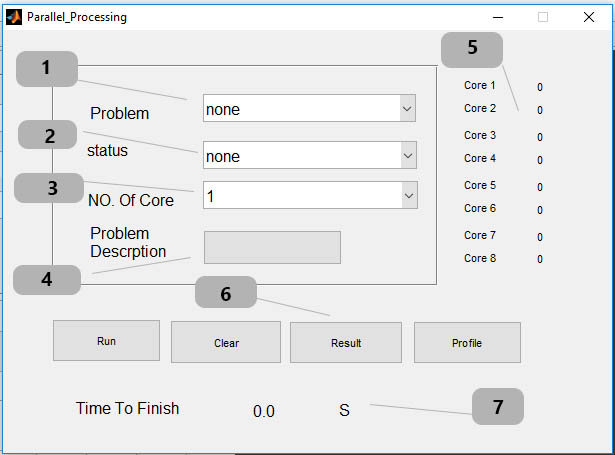 Parallel_Processing
1
5
Core 1 0
Problem none
Core 2 0
2
Core 3 0
status none
Core 4 0
3
Core 5 0
NO. Of Core 1
Core 6 0
Problem
Descrption
Core 7 0
Core 8 0
4
6
Run Clear Result Profile
Time To Finish 0.0 S
7